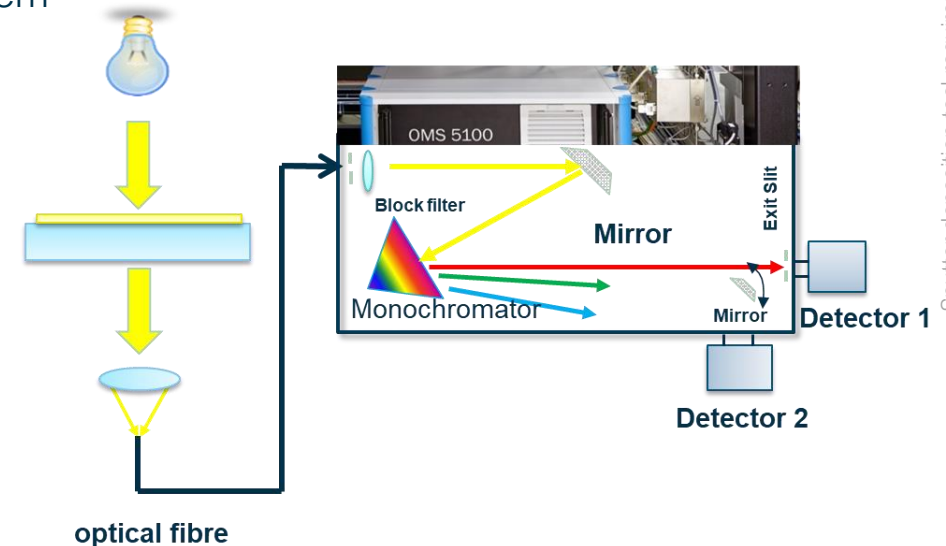 OMS 5100
Block filter
Mirror
Exit Slit
Monochromator
Mirror
Detector 1
Detector 2
optical fibre